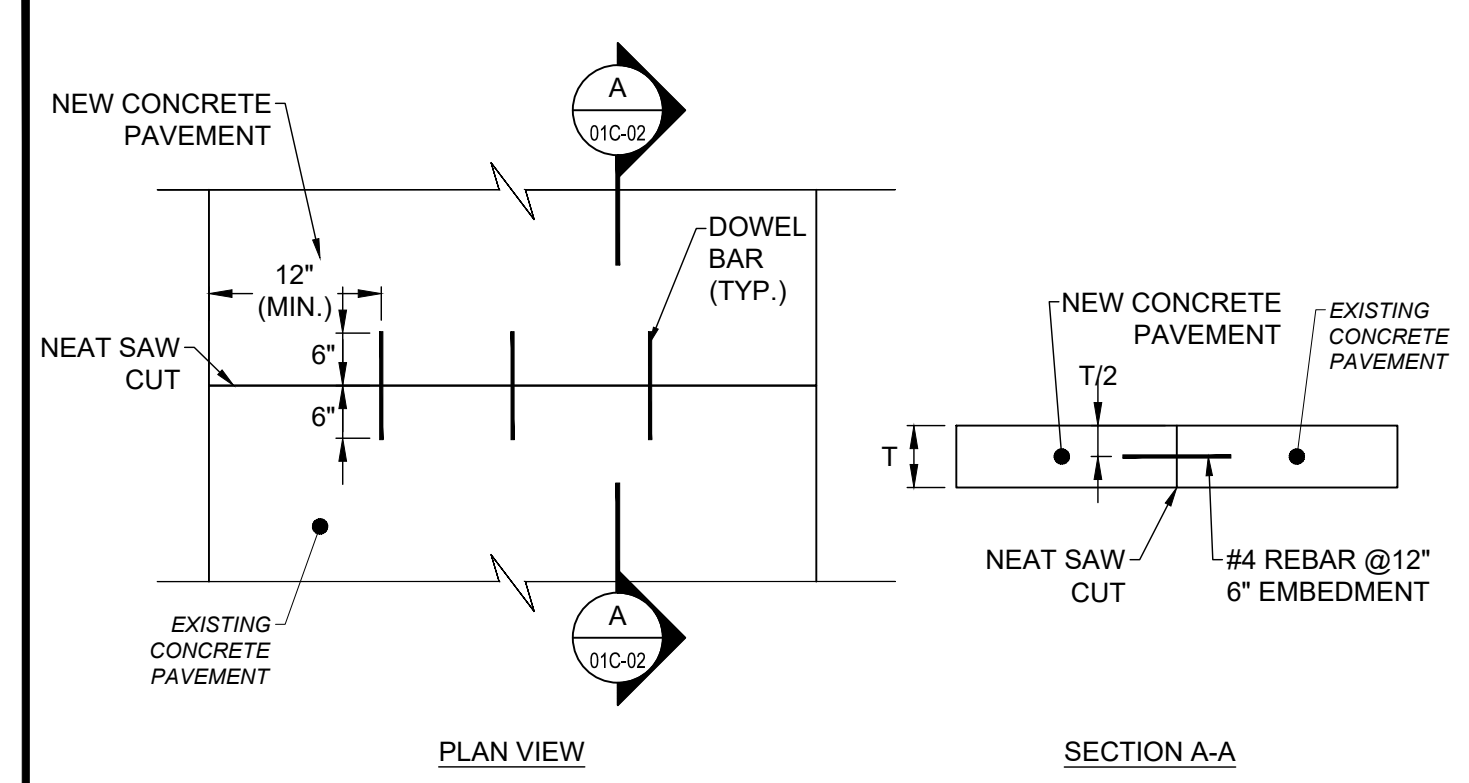 A
01C-02
NEW CONCRETE
PAVEMENT
DOWEL
BAR
(TYP.)
12"
(MIN.)
6"
NEAT SAW
CUT
6"
EXISTING
CONCRETE
PAVEMENT
A
01C-02
PLAN VIEW
NEW CONCRETE
PAVEMENT
EXISTING
CONCRETE
PAVEMENT
T/2
T
NEAT SAW
CUT
#4 REBAR @12"
6" EMBEDMENT
SECTION A-A